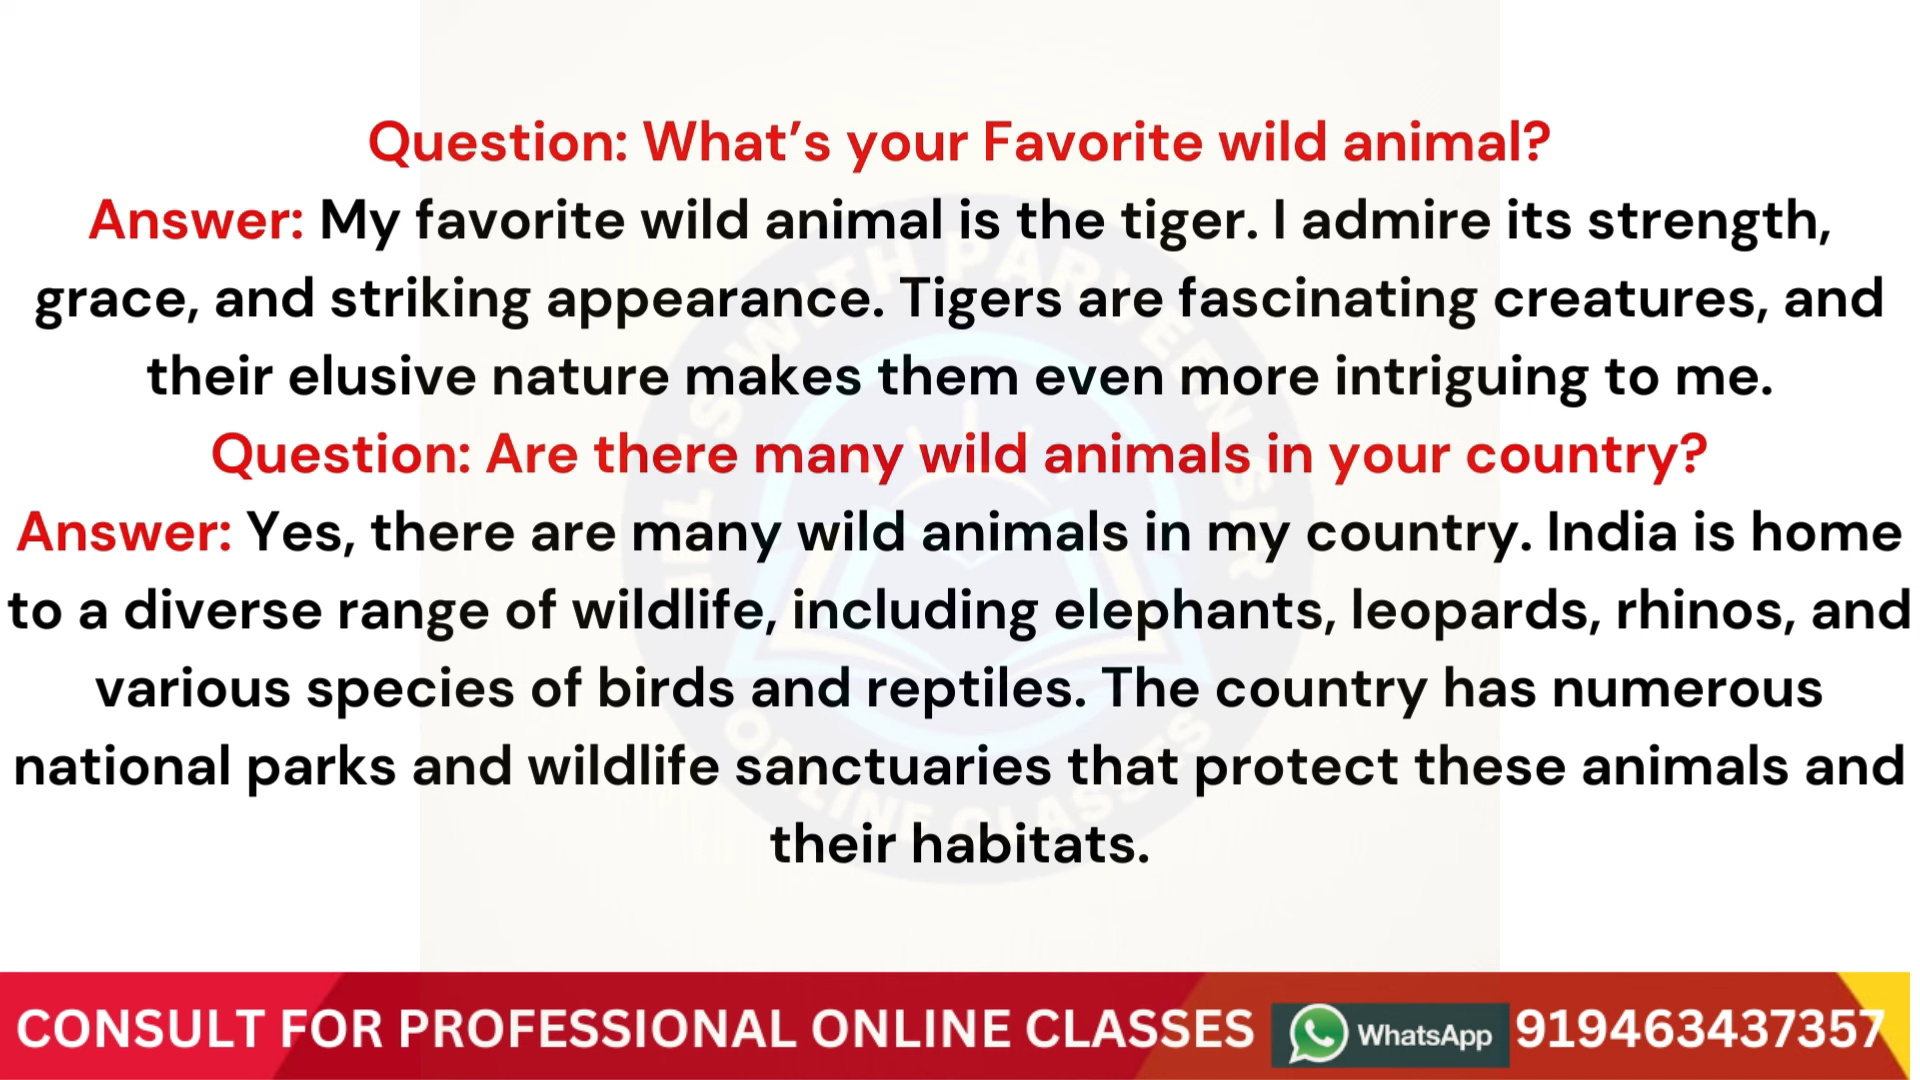 Question: What’s your Favorite wild animal?
Answer: My favorite wild animal is the tiger. I admire its strength,
grace, and striking appearance. Tigers are fascinating creatures, and
their elusive nature makes them even more intriguing to me.
Question: Are there many wild animals in your country?
Answer: Yes, there are many wild animals in my country. India is home
to a diverse range of wildlife, including elephants, leopards, rhinos, and
various species of birds and reptiles. The country has numerous
national parks and wildlife sanctuaries that protect these animals and
their habitats.
WITH PARVEEN SR
ONLINE CLASSES
CONSULT FOR PROFESSIONAL ONLINE CLASSES WhatsApp 919463437357